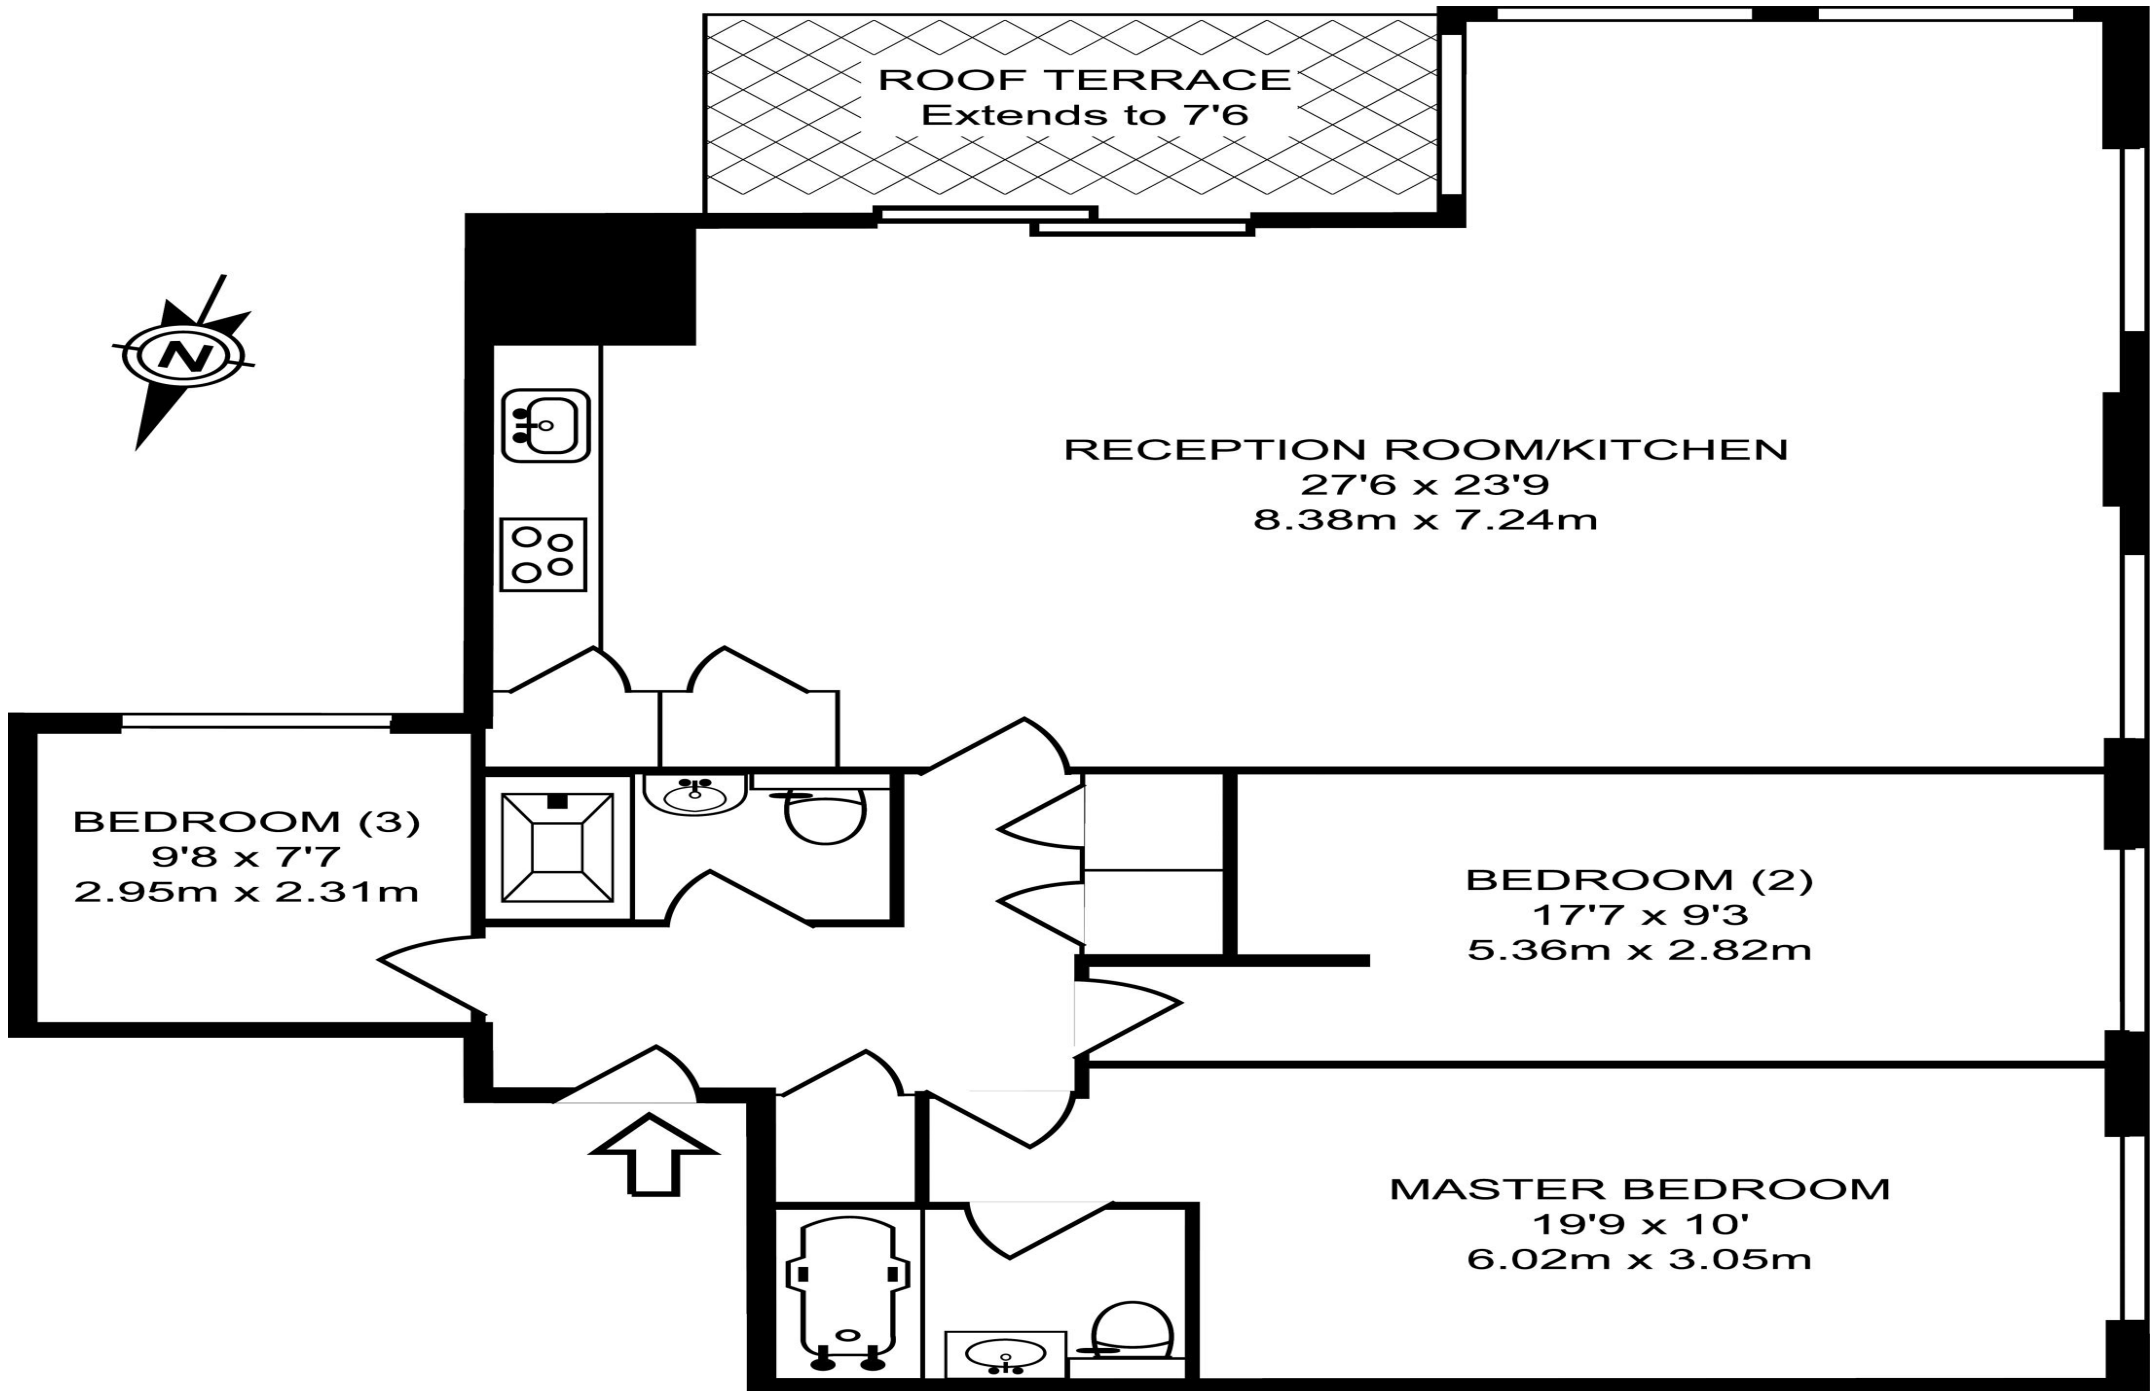 ROOF TERRACE
Extends to 7'6
N
RECEPTION ROOM/KITCHEN
27'6 x 23'9
8.38m x 7.24m
BEDROOM (3)
9'8 x 7'7
2.95m x 2.31m
BEDROOM (2)
17'7 x 9'3
5.36m x 2.82m
MASTER BEDROOM
19'9 x 10'
6.02m x 3.05m